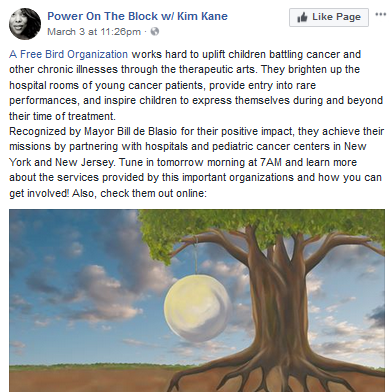 Power On The Block w/ Kim Kane
Like Page
March 3 at 11:26pm ·
A Free Bird Organization works hard to uplift children battling cancer and
other chronic illnesses through the therapeutic arts. They brighten up the
hospital rooms of young cancer patients, provide entry into rare
performances, and inspire children to express themselves during and beyond
their time of treatment.
Recognized by Mayor Bill de Blasio for their positive impact, they achieve their
missions by partnering with hospitals and pediatric cancer centers in New
York and New Jersey. Tune in tomorrow morning at 7AM and learn more
about the services provided by this important organizations and how you can
get involved! Also, check them out online: